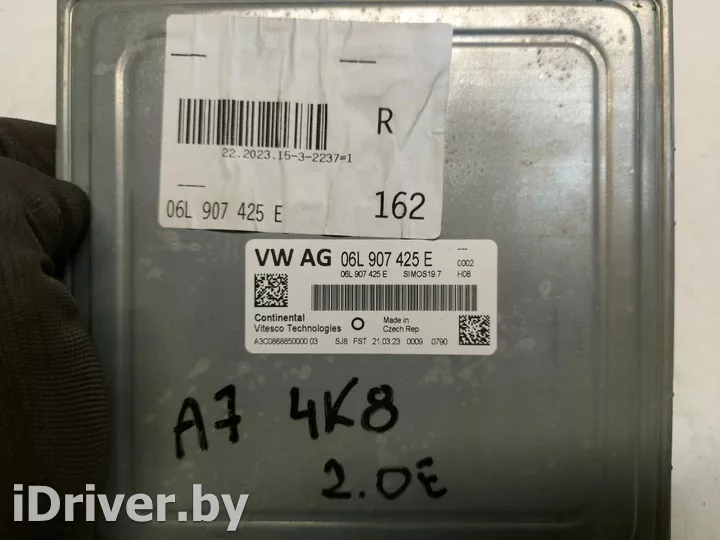 R
22.2023.I5-3-2237=1
06L 907 425 E
162
VW AG 06L 907 425 E 0002
06L 907 425 E SIMOS19.7 H08
Continental
Vitesco Technologies
Made in
Czech Rep.
A3C0868850000 03 SJ8 FST 21.03.23 0009 0790
A7 4K8
2.0E
iDriver.by